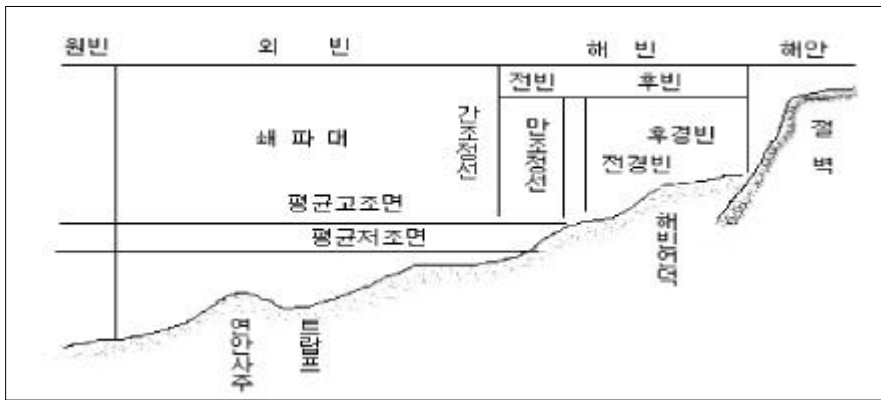 원빈 외 빈 해 빈 해안
전빈 후빈
쇄 파 대
간조정선
만조정선
후경빈
전경빈
절벽
평균고조면
평균저조면
해빈언덕
연안사주
트랍프